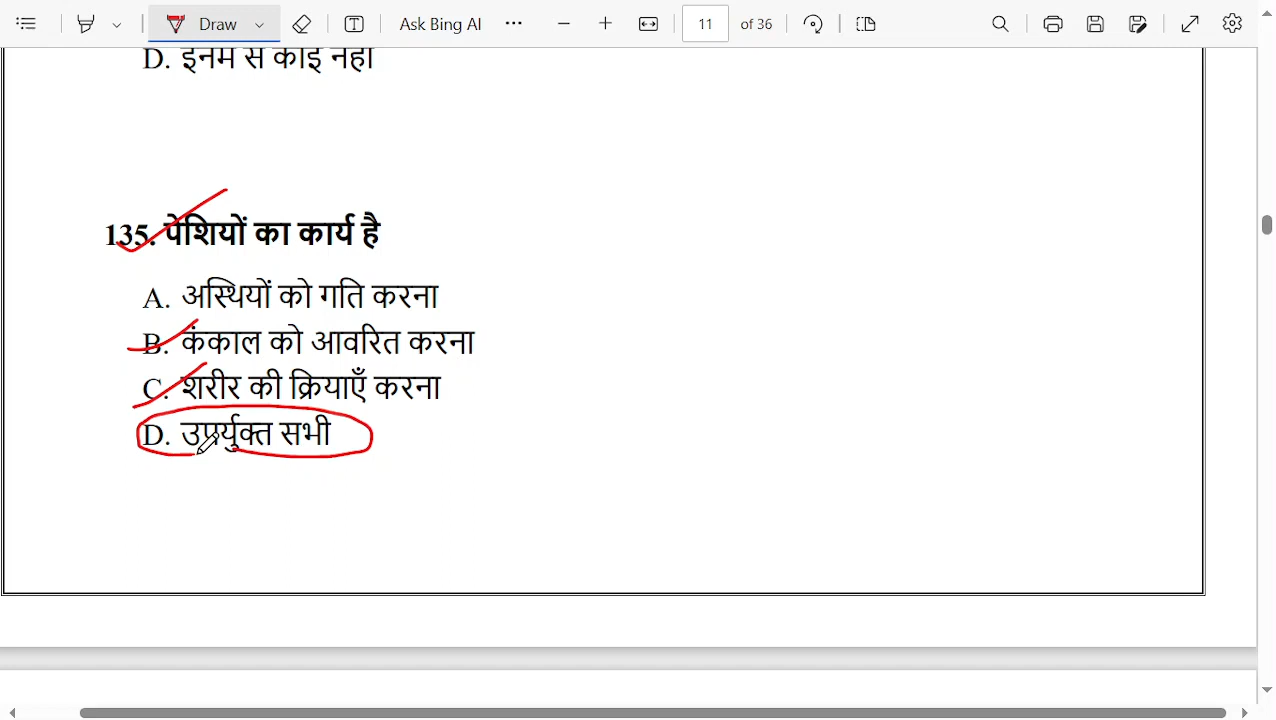 Draw
Ask Bing AI
11 of 36
D. इनमें से कोई नहीं
135. पेशियों का कार्य है
A. अस्थियों को गति करना
B. कंकाल को आवरित करना
C. शरीर की क्रियाएँ करना
D. उपर्युक्त सभी